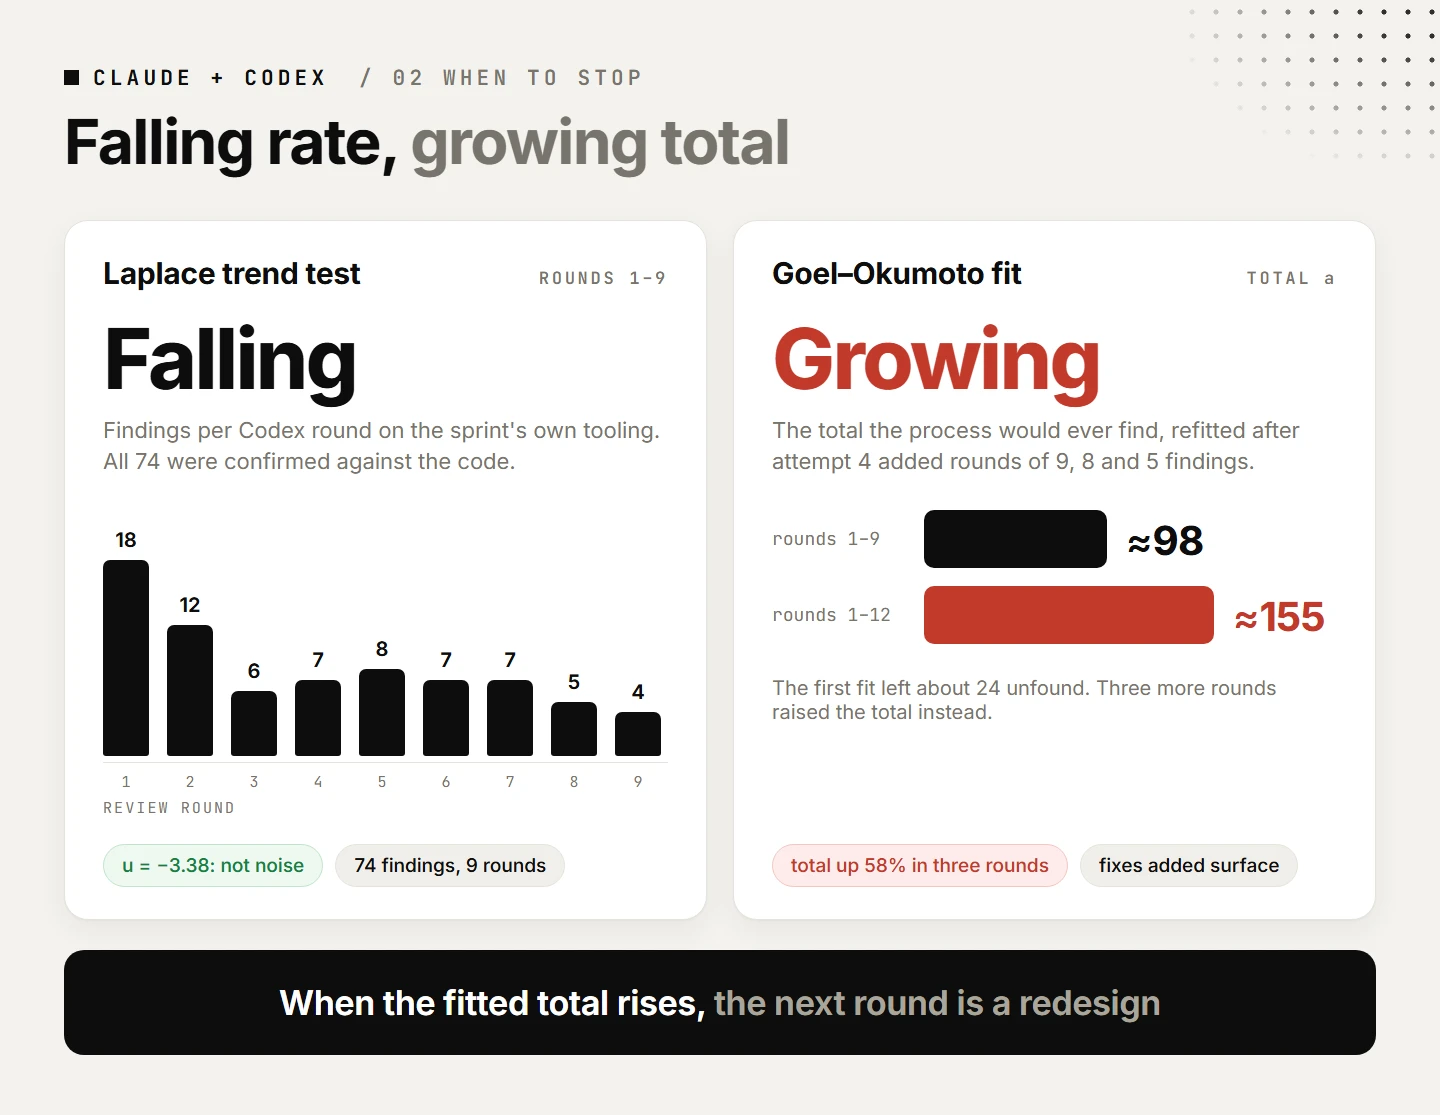 CLAUDE + CODEX / 02 WHEN TO STOP
Falling rate, growing total
Laplace trend test
ROUNDS 1–9
Falling
Findings per Codex round on the sprint's own tooling.
All 74 were confirmed against the code.
18
12
6
7
8
7
7
5
4
1
2
3
4
5
6
7
8
9
REVIEW ROUND
u = −3.38: not noise
74 findings, 9 rounds
Goel–Okumoto fit
TOTAL a
Growing
The total the process would ever find, refitted after
attempt 4 added rounds of 9, 8 and 5 findings.
rounds 1–9
≈98
rounds 1–12
≈155
The first fit left about 24 unfound. Three more rounds
raised the total instead.
total up 58% in three rounds
fixes added surface
When the fitted total rises, the next round is a redesign